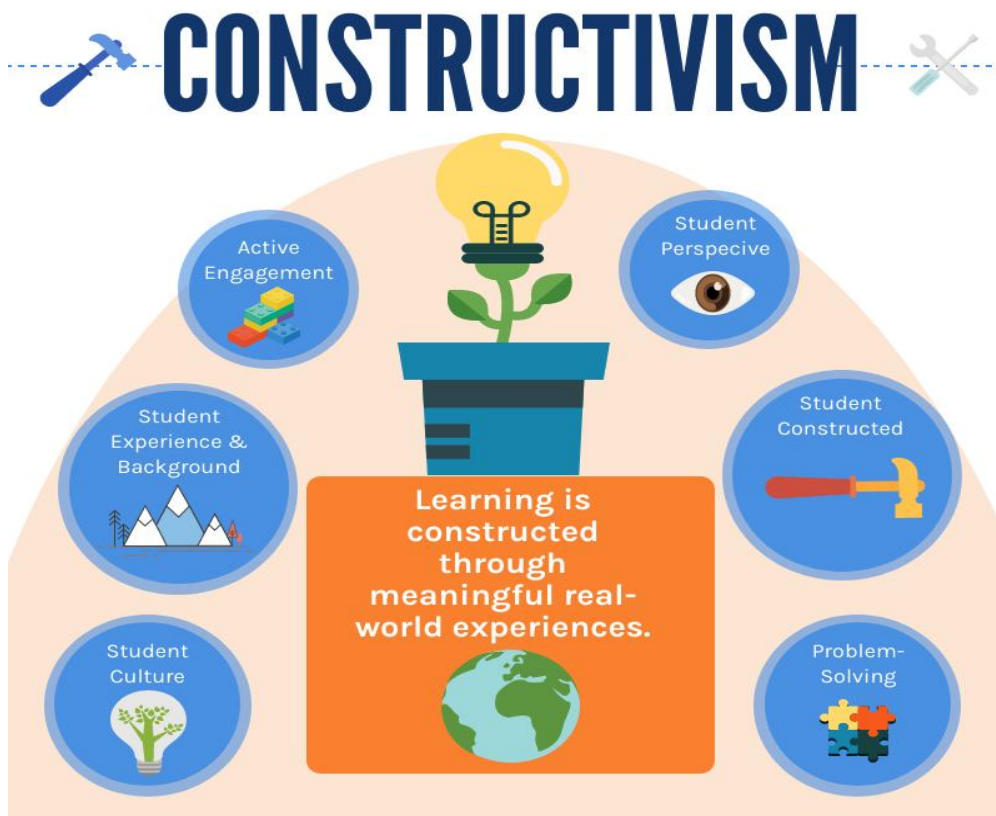 CONSTRUCTIVISM
Active
Engagement
Student
Perspecive
Student
Experience &
Background
Student
Constructed
Learning is
constructed
through
meaningful real-
world experiences.
Student
Culture
Problem-
Solving